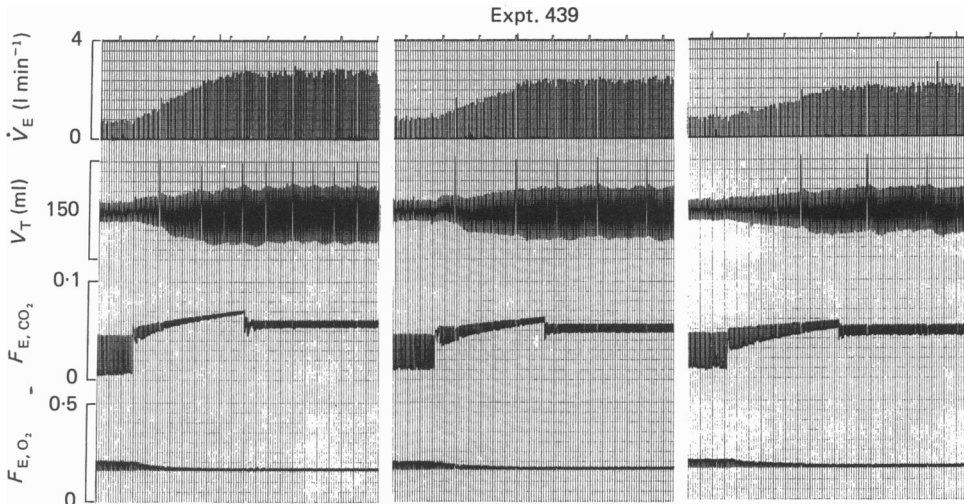 Expt. 439
4
V̇E (l min⁻¹)
0
VT (ml)
150
0·1
FE, CO₂
0
0·5
FE, O₂
0